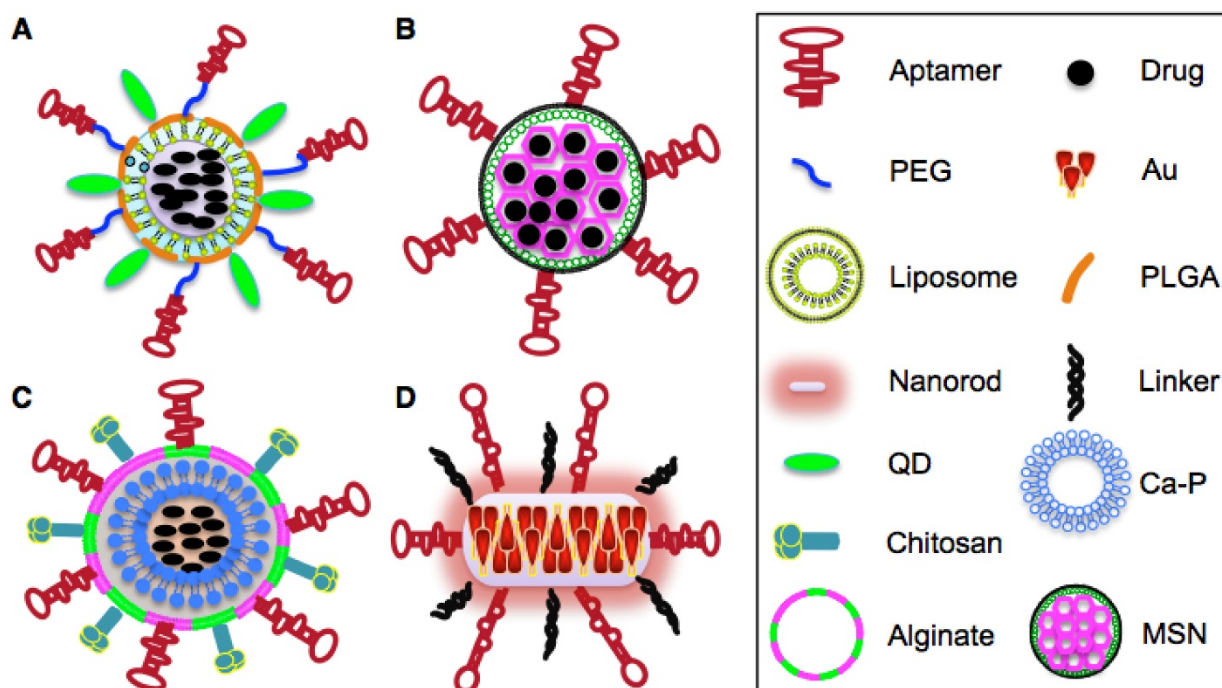 A
B
Aptamer
Drug
PEG
Au
Liposome
PLGA
C
D
Nanorod
Linker
QD
Ca-P
Chitosan
Alginate
MSN